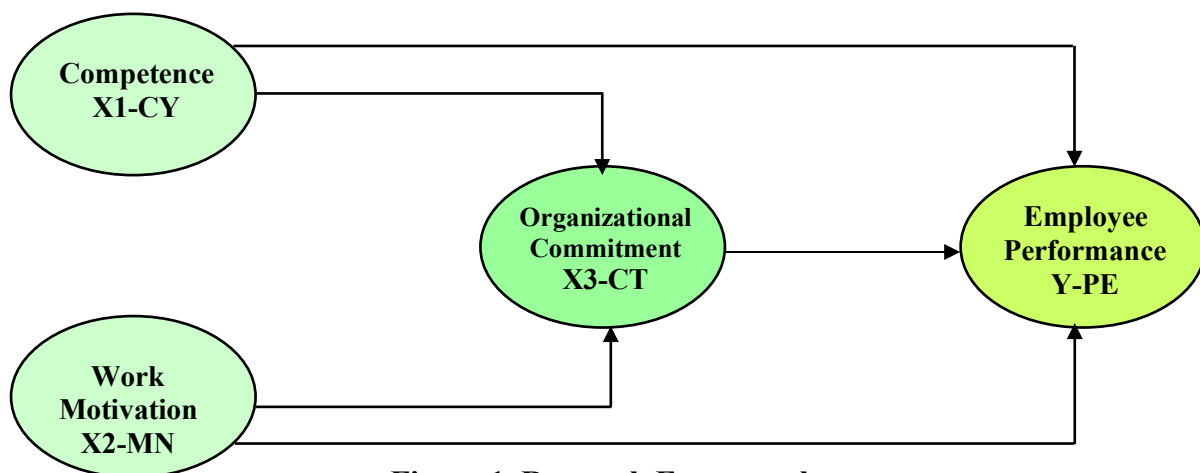 Competence
X1-CY
Organizational
Commitment
X3-CT
Employee
Performance
Y-PE
Work
Motivation
X2-MN